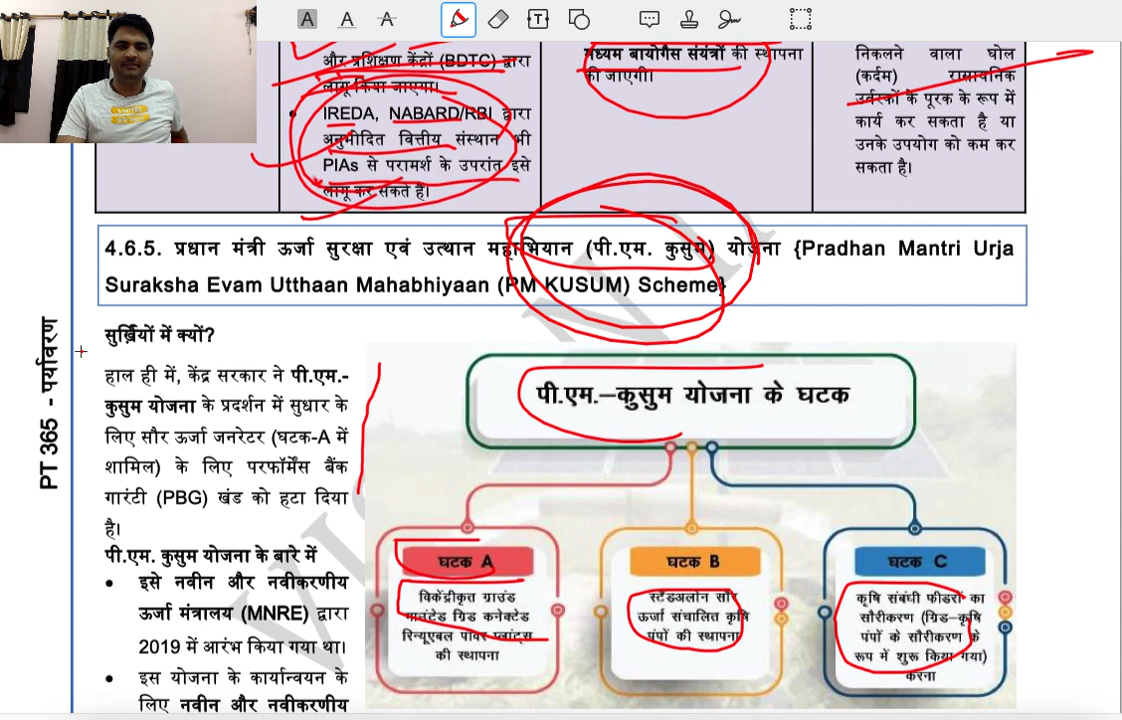 और प्रशिक्षण केंद्रों (BDTC) द्वारा
लागू किया जाएगा।
• IREDA, NABARD/RBI द्वारा
अनुमोदित वित्तीय संस्थान भी
PIAs से परामर्श के उपरांत इसे
लागू कर सकते हैं।
मध्यम बायोगैस संयंत्रों की स्थापना
की जाएगी।
निकलने वाला घोल
(कर्दम) रासायनिक
उर्वरकों के पूरक के रूप में
कार्य कर सकता है या
उनके उपयोग को कम कर
सकता है।
4.6.5. प्रधान मंत्री ऊर्जा सुरक्षा एवं उत्थान महाभियान (पी.एम. कुसुम) योजना {Pradhan Mantri Urja
Suraksha Evam Utthaan Mahabhiyaan (PM KUSUM) Scheme}
सुर्ख़ियों में क्यों?
हाल ही में, केंद्र सरकार ने पी.एम.-
कुसुम योजना के प्रदर्शन में सुधार के
लिए सौर ऊर्जा जनरेटर (घटक-A में
शामिल) के लिए परफॉर्मेंस बैंक
गारंटी (PBG) खंड को हटा दिया
है।
पी.एम. कुसुम योजना के बारे में
• इसे नवीन और नवीकरणीय
ऊर्जा मंत्रालय (MNRE) द्वारा
2019 में आरंभ किया गया था।
• इस योजना के कार्यान्वयन के
लिए नवीन और नवीकरणीय
पी.एम.–कुसुम योजना के घटक
घटक A
विकेंद्रीकृत ग्राउंड
माउंटेड ग्रिड कनेक्टेड
रिन्यूएबल पावर प्लांट्स
की स्थापना
घटक B
स्टैंडअलोन सौर
ऊर्जा संचालित कृषि
पंपों की स्थापना
घटक C
कृषि संबंधी फीडरों का
सौरीकरण (ग्रिड–कृषि
पंपों के सौरीकरण के
रूप में शुरू किया गया)
करना
PT 365 - पर्यावरण